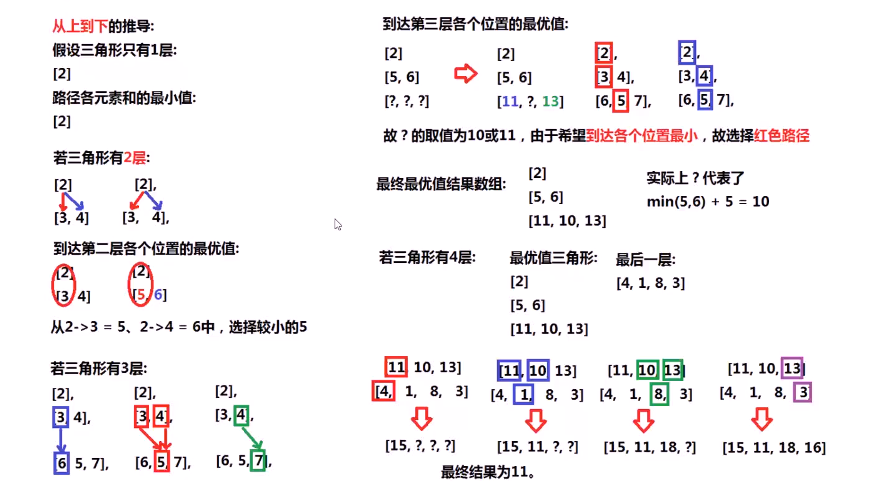 从上到下的推导:
假设三角形只有1层:
[2]
路径各元素和的最小值:
[2]
若三角形有2层:
[2] [2],
[3, 4] [3, 4],
到达第二层各个位置的最优值:
[2] [2]
[3, 4] [5, 6]
从2->3 = 5、2->4 = 6中，选择较小的5
若三角形有3层:
[2], [2], [2],
[3, 4], [3, 4], [3, 4],
[6, 5, 7], [6, 5, 7], [6, 5, 7],
到达第三层各个位置的最优值:
[2] [2] [2], [2],
[5, 6] [5, 6] [3, 4], [3, 4],
[?, ?, ?] [11, ?, 13] [6, 5, 7], [6, 5, 7],
故？的取值为10或11，由于希望到达各个位置最小，故选择红色路径
最终最优值结果数组:
[2]
[5, 6]
[11, 10, 13]
实际上？代表了
min(5,6) + 5 = 10
若三角形有4层:
最优值三角形:
[2]
[5, 6]
[11, 10, 13]
最后一层:
[4, 1, 8, 3]
11, 10, 13] [11, 10, 13] [11, 10, 13] [11, 10, 13]
[4, 1, 8, 3] [4, 1, 8, 3] [4, 1, 8, 3] [4, 1, 8, 3]
[15, ?, ?, ?] [15, 11, ?, ?] [15, 11, 18, ?] [15, 11, 18, 16]
最终结果为11。